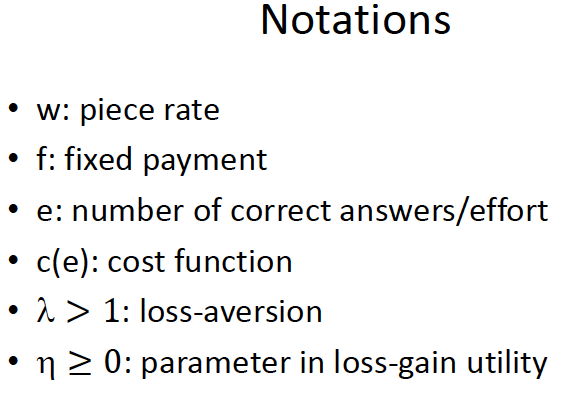 Notations
• w: piece rate
• f: fixed payment
• e: number of correct answers/effort
• c(e): cost function
• λ > 1: loss-aversion
• η ≥ 0: parameter in loss-gain utility